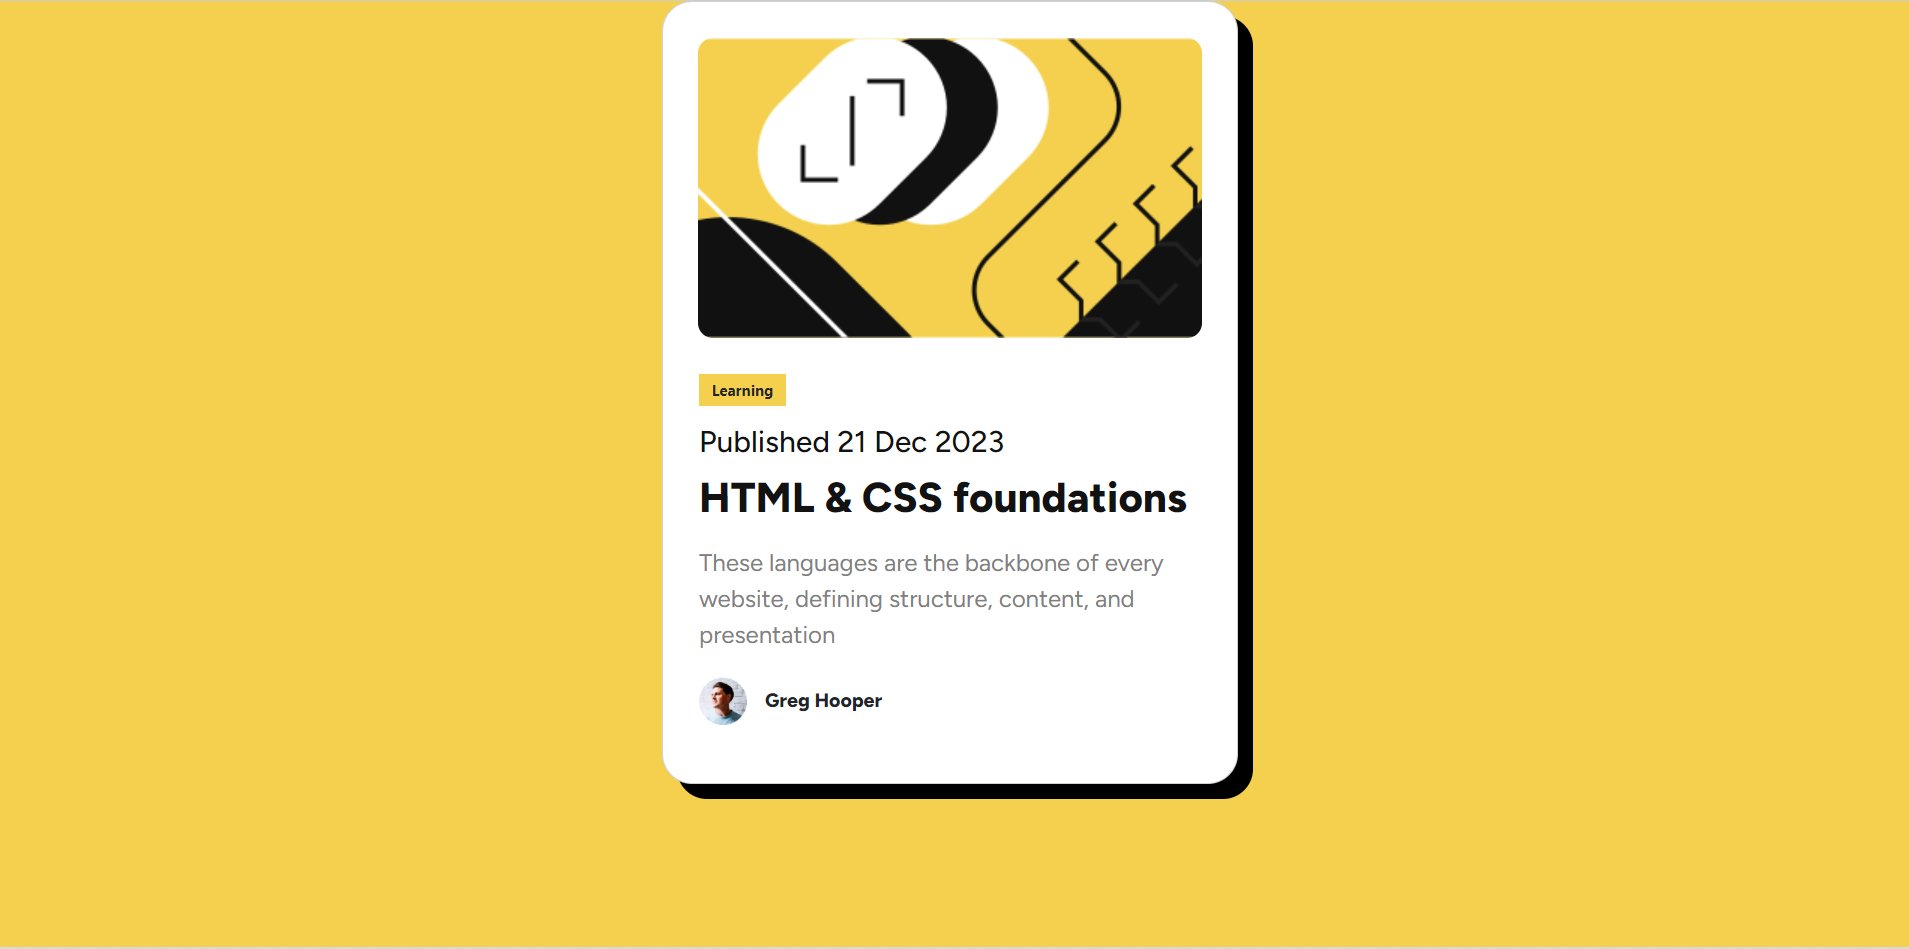 Learning
Published 21 Dec 2023
HTML & CSS foundations
These languages are the backbone of every
website, defining structure, content, and
presentation
Greg Hooper